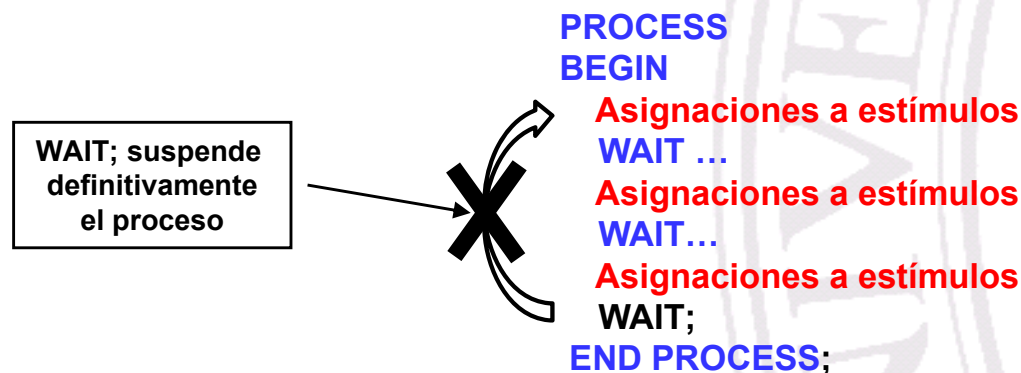 PROCESS
BEGIN
Asignaciones a estímulos
WAIT …
Asignaciones a estímulos
WAIT…
Asignaciones a estímulos
WAIT;
END PROCESS;
WAIT; suspende
definitivamente
el proceso